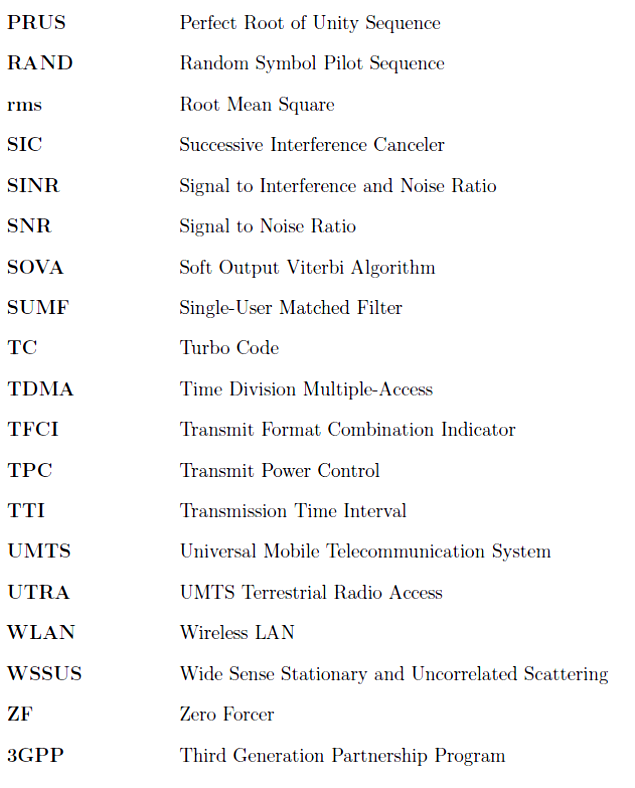 PRUS Perfect Root of Unity Sequence
RAND Random Symbol Pilot Sequence
rms Root Mean Square
SIC Successive Interference Canceler
SINR Signal to Interference and Noise Ratio
SNR Signal to Noise Ratio
SOVA Soft Output Viterbi Algorithm
SUMF Single-User Matched Filter
TC Turbo Code
TDMA Time Division Multiple-Access
TFCI Transmit Format Combination Indicator
TPC Transmit Power Control
TTI Transmission Time Interval
UMTS Universal Mobile Telecommunication System
UTRA UMTS Terrestrial Radio Access
WLAN Wireless LAN
WSSUS Wide Sense Stationary and Uncorrelated Scattering
ZF Zero Forcer
3GPP Third Generation Partnership Program